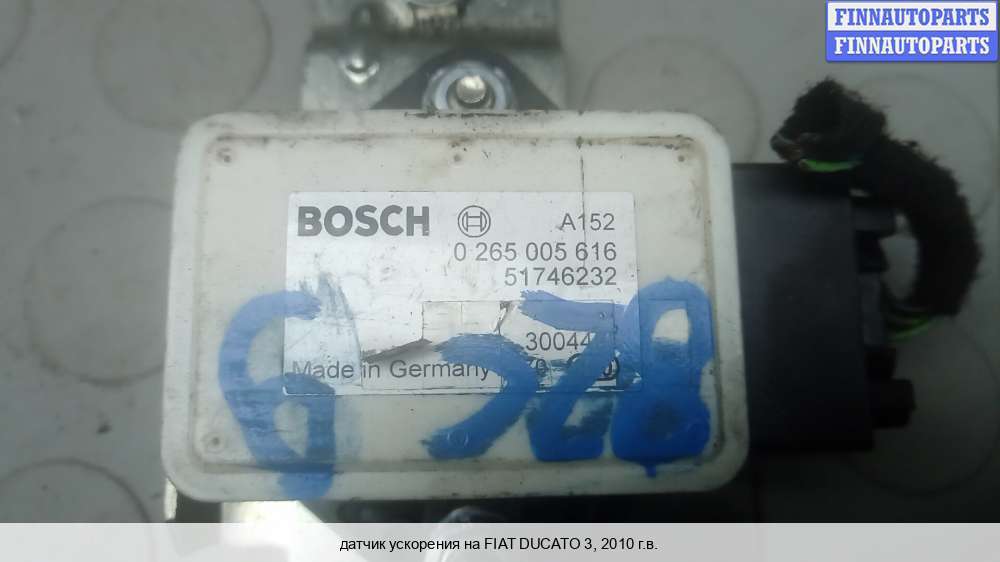 FINNAUTOPARTS
FINNAUTOPARTS
BOSCH A152
0 265 005 616
51746232
Made in Germany
датчик ускорения на FIAT DUCATO 3, 2010 г.в.